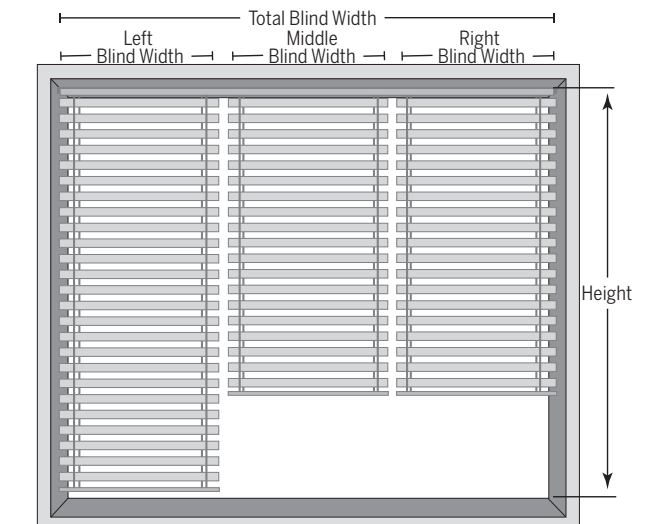 Total Blind Width
Left
Blind Width
Middle
Blind Width
Right
Blind Width
Height